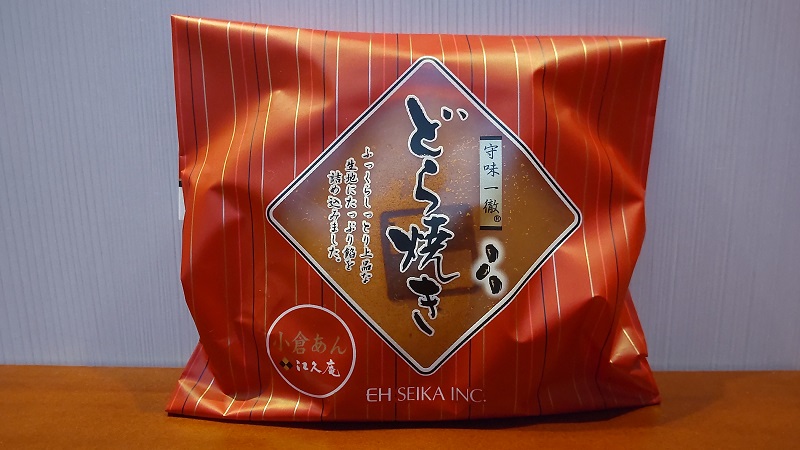 守味一徹®
どら焼き
ふっくらしっとり上品な
生地にたっぷり餡を
詰め込みました。
小倉あん
江久庵
EH SEIKA INC.